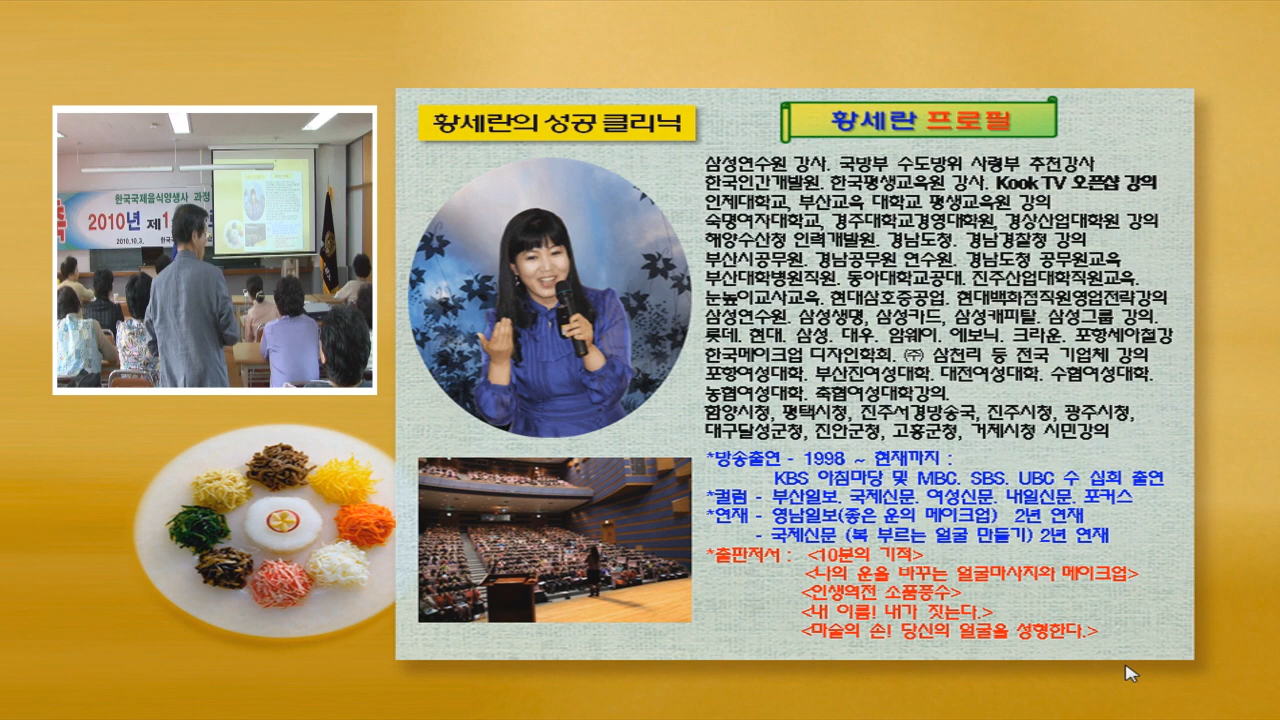 한국국제음식양생사 과정
2010년 제1
2010.10.3.
황세란의 성공 클리닉
황세란 프로필
삼성연수원 강사. 국방부 수도방위 사령부 추천강사
한국인간개발원. 한국평생교육원 강사. Kook TV 오픈샵 강의
인제대학교, 부산교육 대학교 평생교육원 강의
숙명여자대학교, 경주대학교경영대학원, 경상산업대학원 강의
해양수산청 인력개발원. 경남도청. 경남경찰청 강의
부산시공무원. 경남공무원 연수원. 경남도청 공무원교육
부산대학병원직원. 동아대학교공대. 진주산업대학직원교육.
눈높이교사교육. 현대삼호중공업. 현대백화점직원영업전략강의
삼성연수원. 삼성생명, 삼성카드, 삼성캐피탈. 삼성그룹 강의.
롯데. 현대. 삼성. 대우. 암웨이. 에보닉. 크라운. 포항세아철강
한국메이크업 디자인학회. ㈜ 삼천리 등 전국 기업체 강의
포항여성대학. 부산진여성대학. 대전여성대학. 수협여성대학.
농협여성대학. 축협여성대학강의.
함양시청, 평택시청, 진주서경방송국, 진주시청, 광주시청,
대구달성군청, 진안군청, 고흥군청, 거제시청 시민강의
*방송출연 - 1998 ~ 현재까지 :
KBS 아침마당 및 MBC. SBS. UBC 수 십회 출연
*컬럼 - 부산일보. 국제신문. 여성신문. 내일신문. 포커스
*연재 - 영남일보(좋은 운의 메이크업) 2년 연재
- 국제신문 (복 부르는 얼굴 만들기) 2년 연재
*출판저서 : <10분의 기적>
<나의 운을 바꾸는 얼굴마사지와 메이크업>
<인생역전 소품풍수>
<내 이름! 내가 짓는다.>
<마술의 손! 당신의 얼굴을 성형한다.>